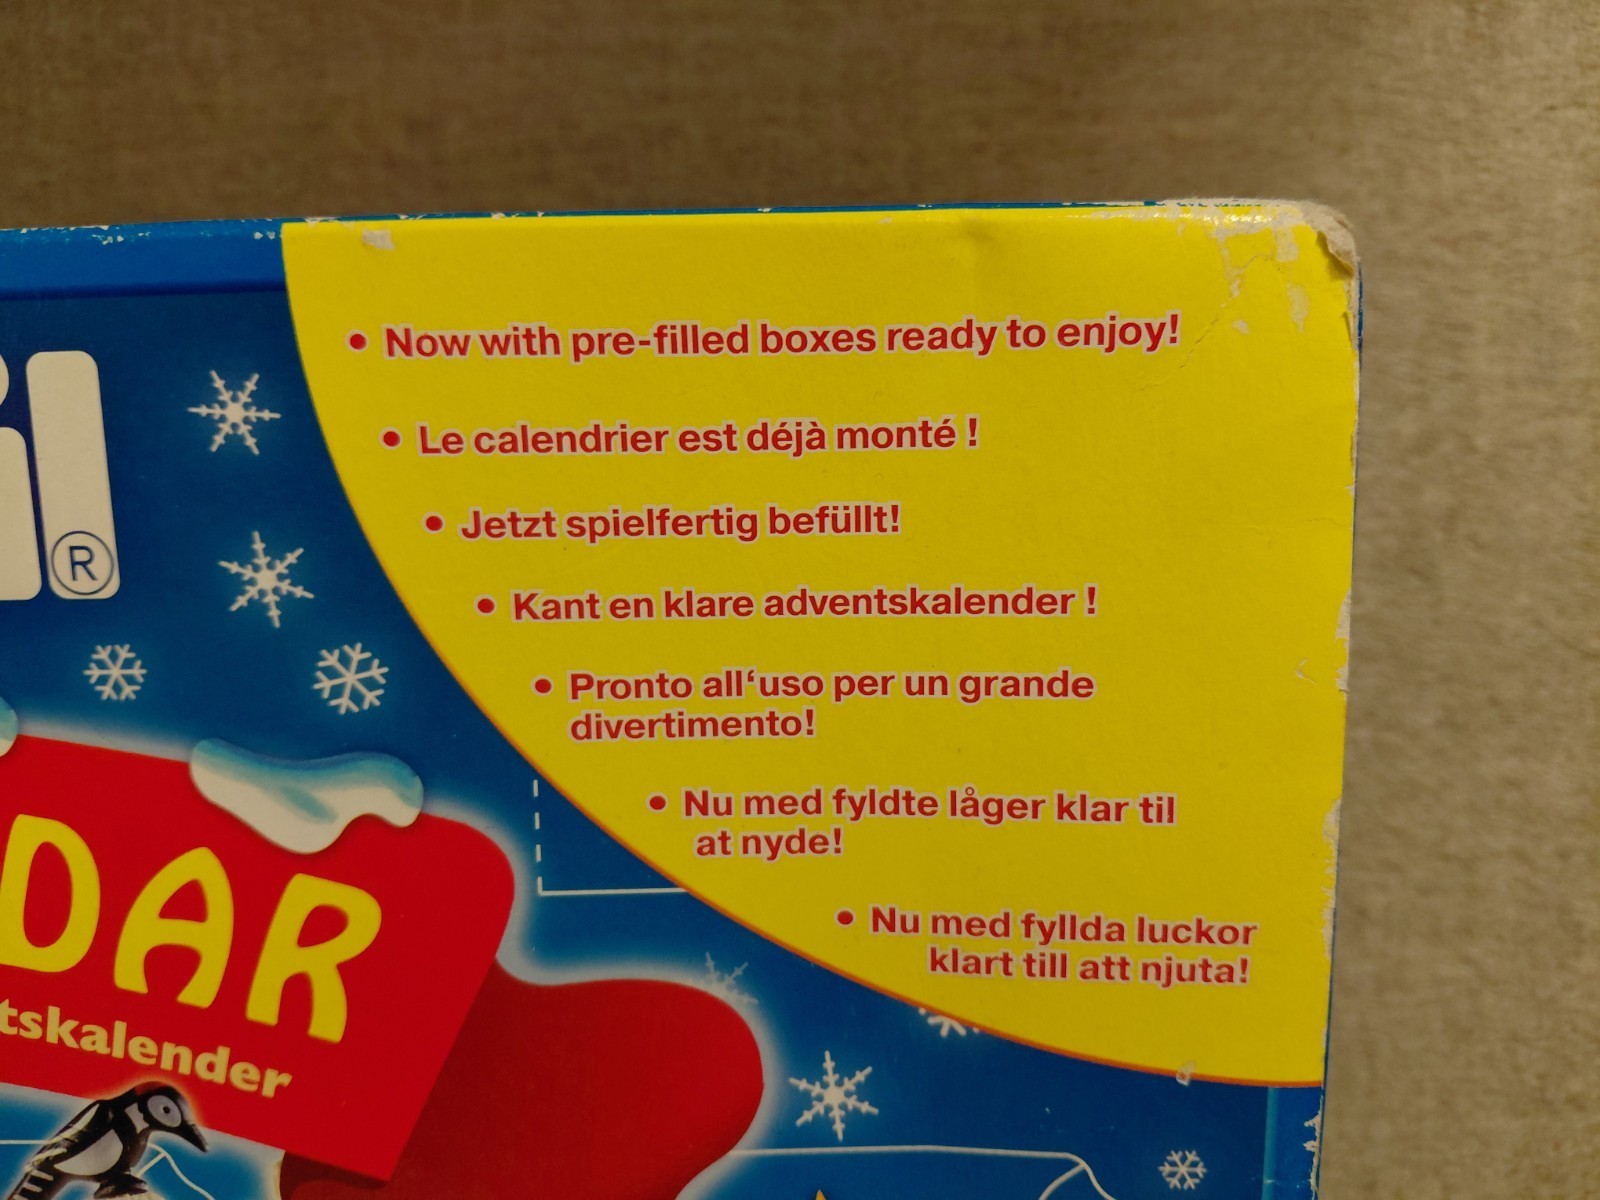 • Now with pre-filled boxes ready to enjoy!
• Le calendrier est déjà monté !
• Jetzt spielfertig befüllt!
• Kant en klare adventskalender !
• Pronto all‘uso per un grande
divertimento!
• Nu med fyldte låger klar til
at nyde!
• Nu med fyllda luckor
klart till att njuta!
®
DAR
tskalender